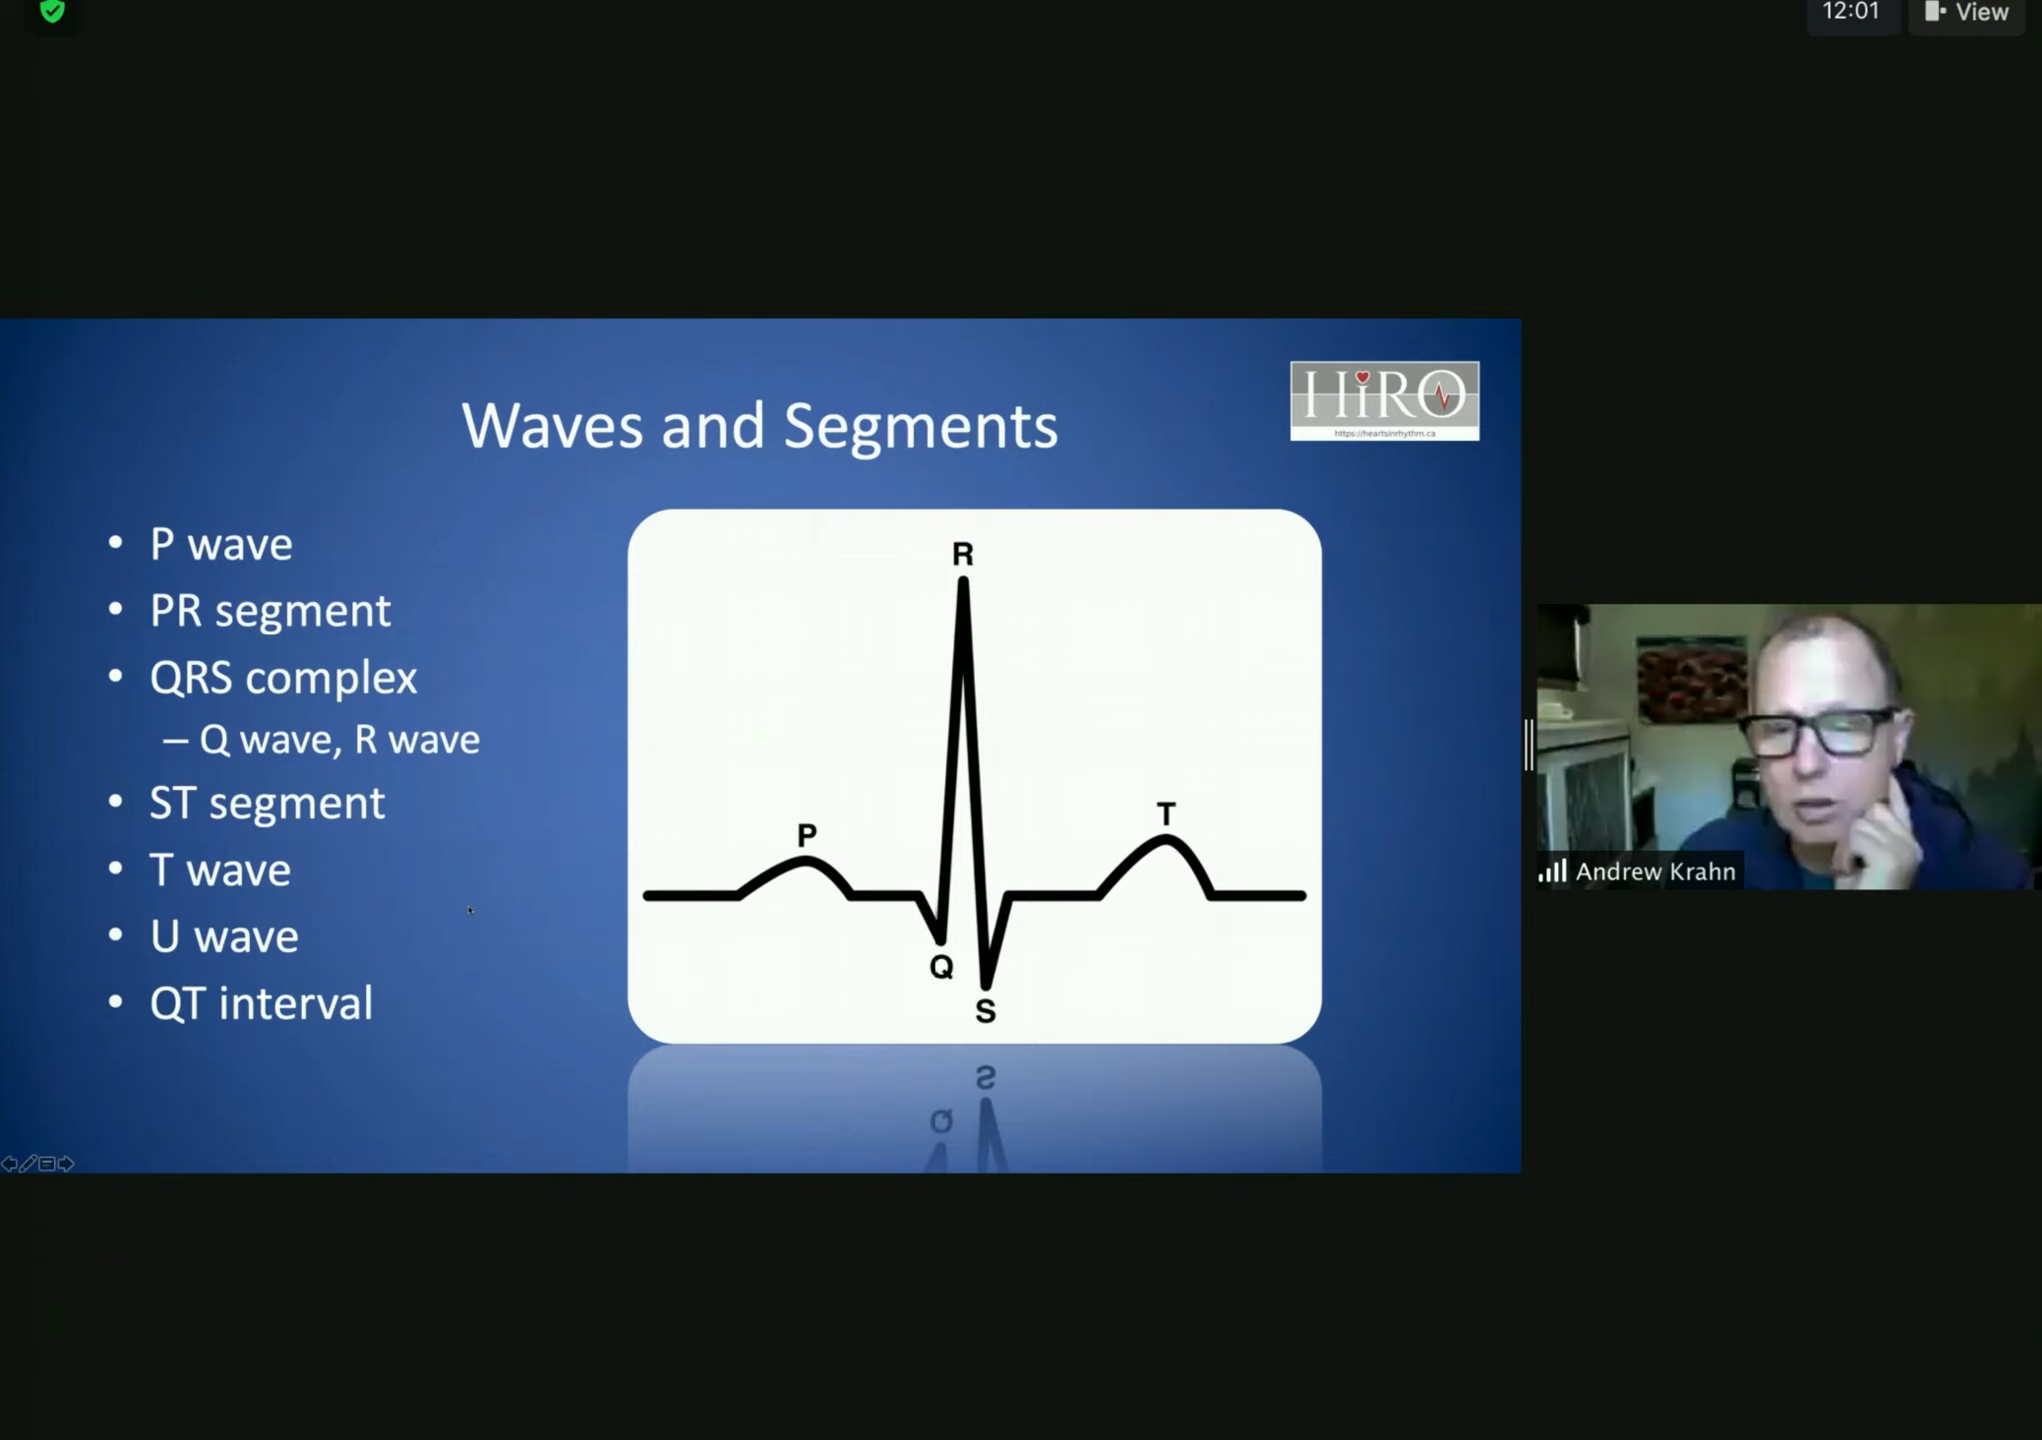 12:01
View
Waves and Segments
HiRO
https://heartsinrhythm.ca
• P wave
• PR segment
• QRS complex
– Q wave, R wave
• ST segment
• T wave
• U wave
• QT interval
R
P
T
Q
S
S
Q
Andrew Krahn